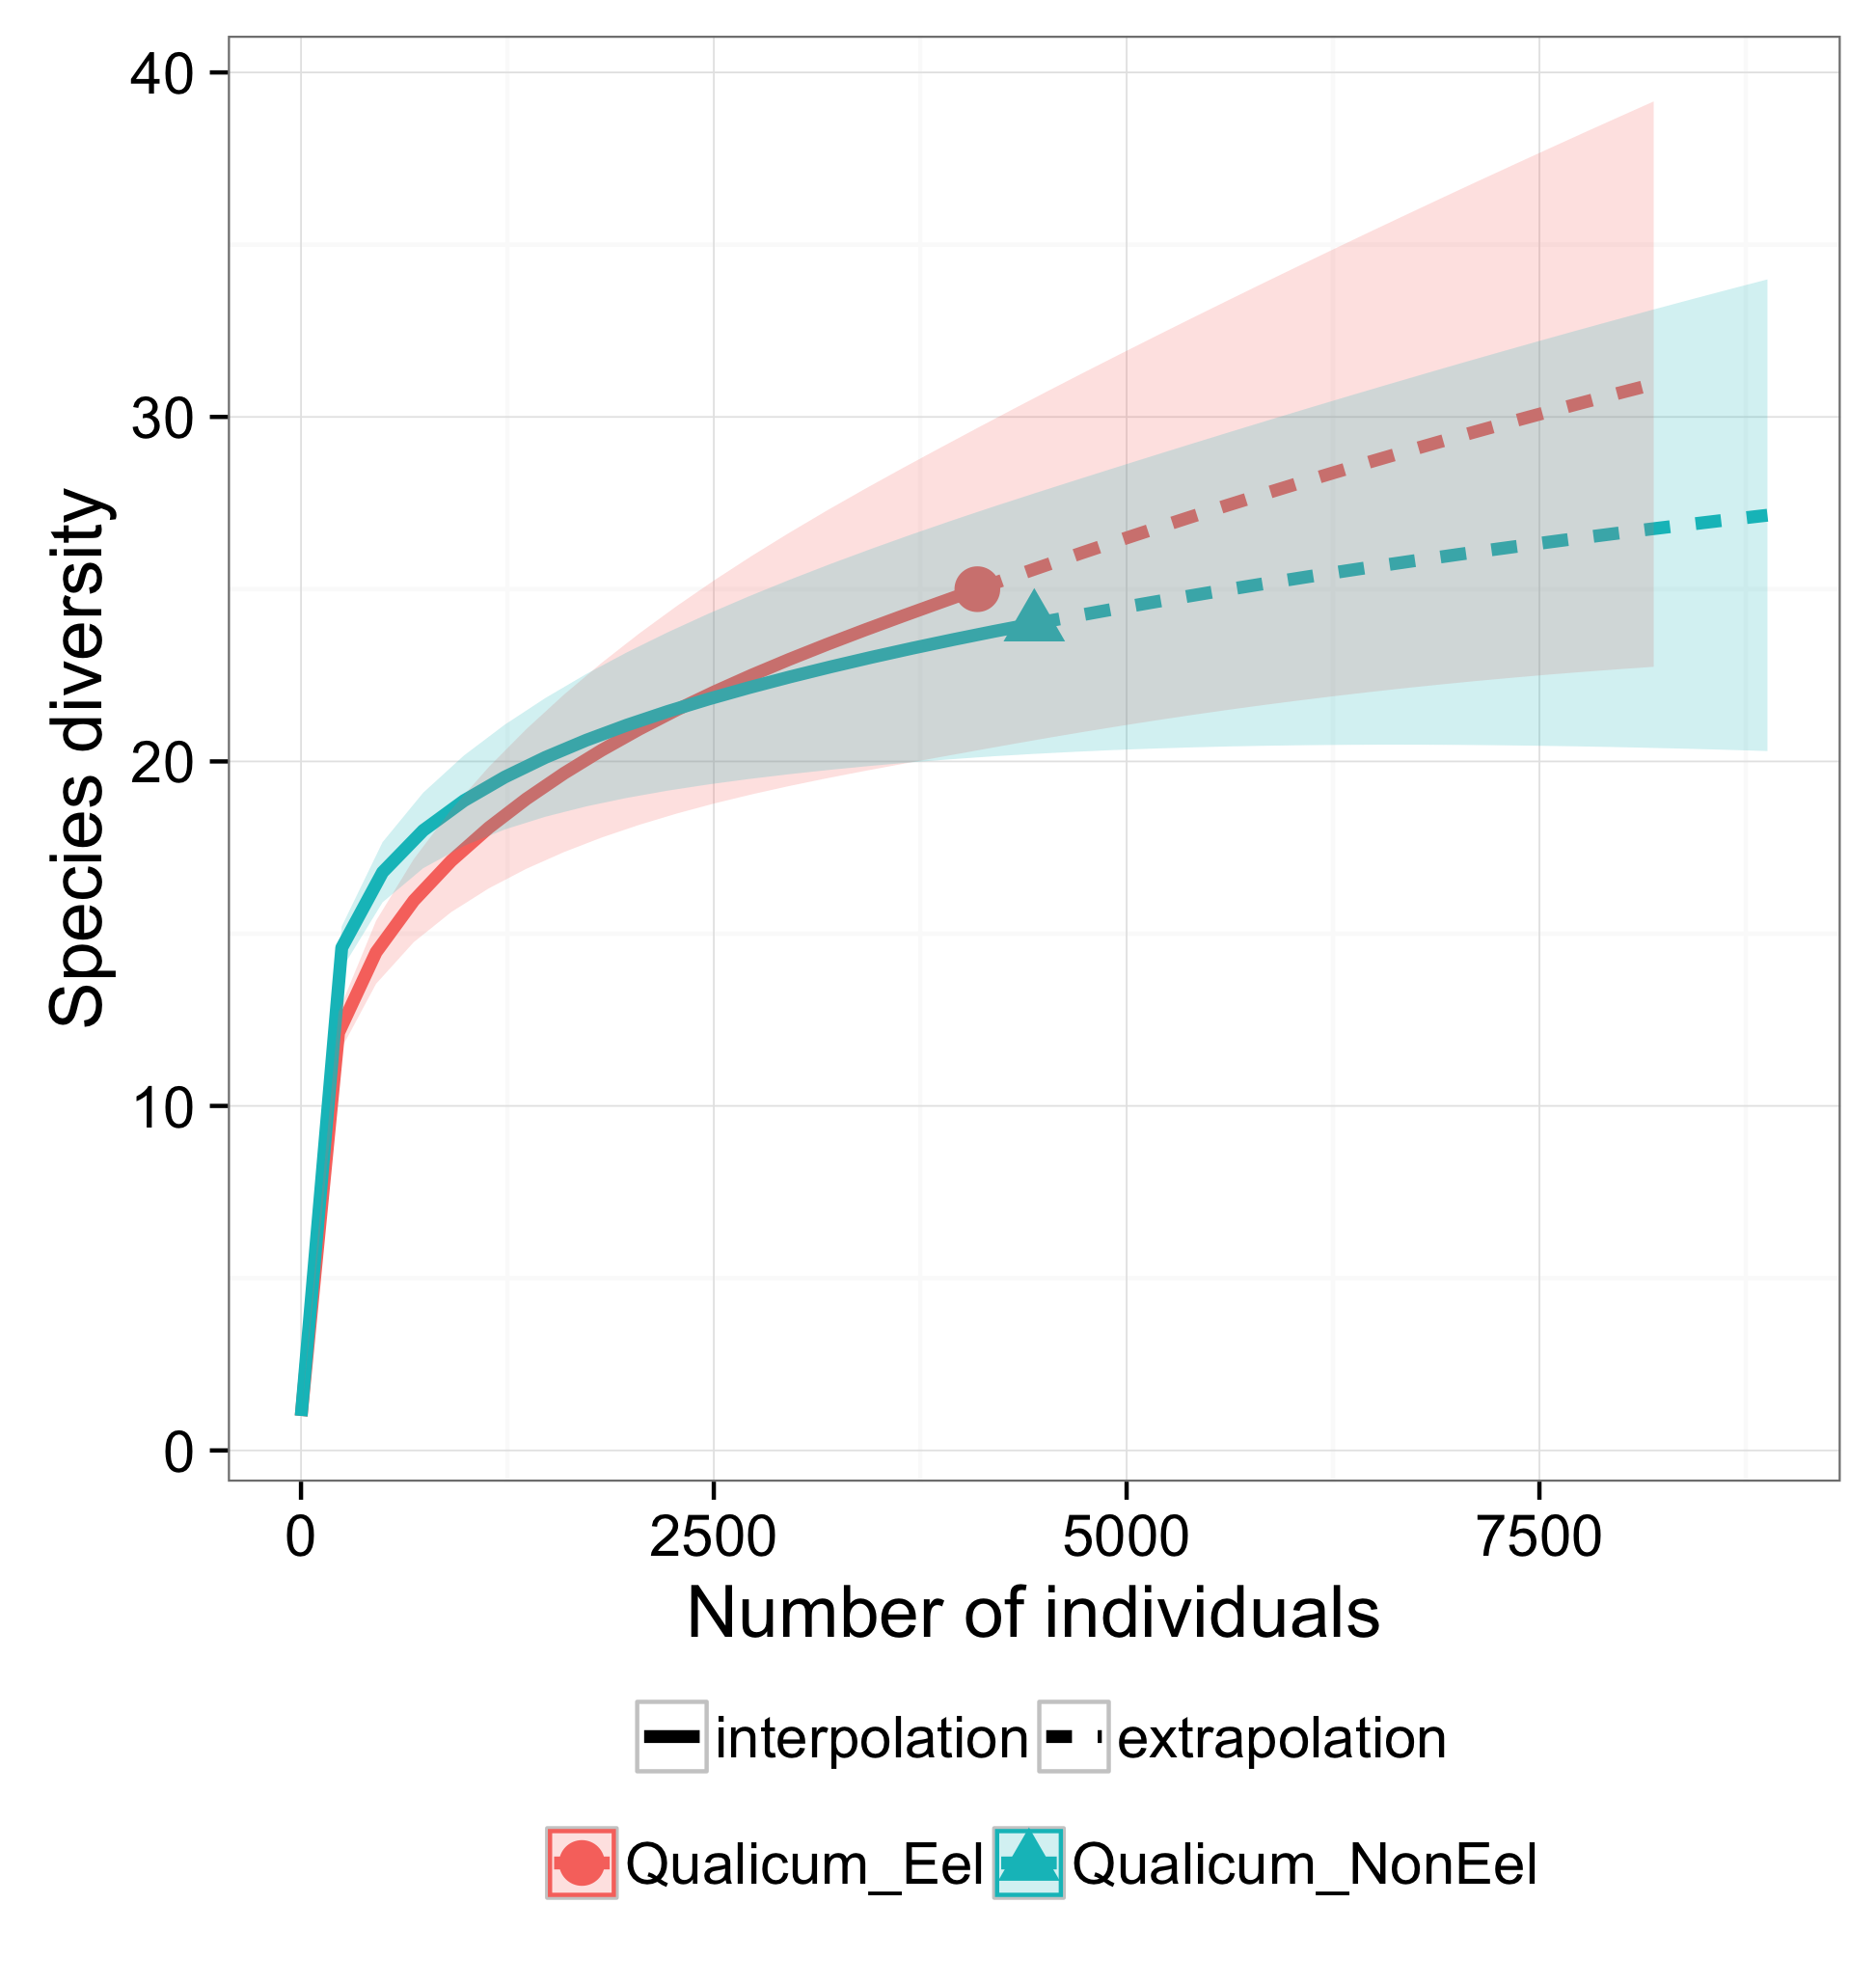 40
30
20
10
0
Species diversity
0 2500 5000 7500
Number of individuals
interpolation extrapolation
Qualicum_Eel Qualicum_NonEel